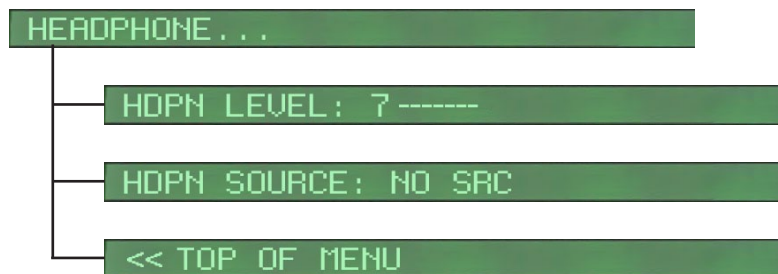 HEADPHONE...
HDPN LEVEL: 7-------
HDPN SOURCE: NO SRC
<< TOP OF MENU